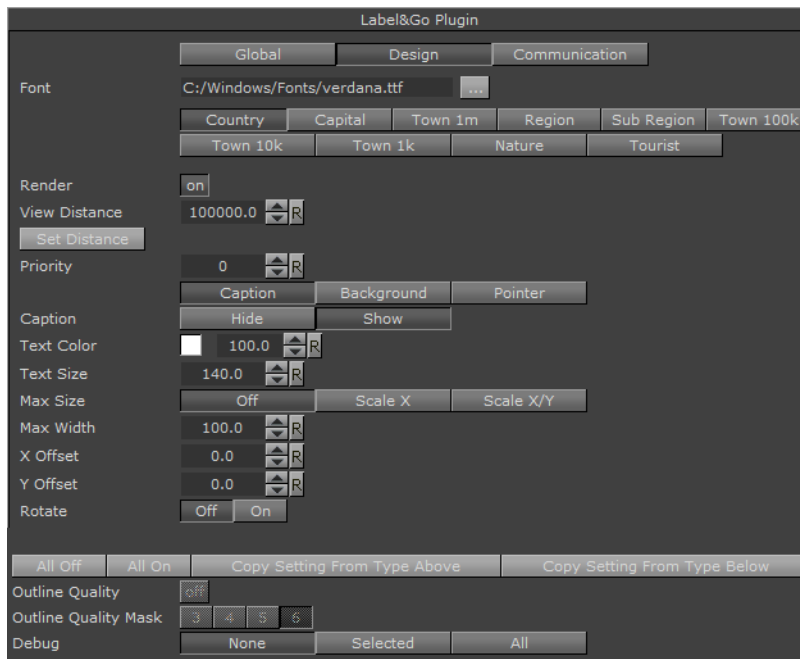 Label&Go Plugin
Global Design Communication
Font C:/Windows/Fonts/verdana.ttf ...
Country Capital Town 1m Region Sub Region Town 100k
Town 10k Town 1k Nature Tourist
Render on
View Distance 100000.0 R
Set Distance
Priority 0 R
Caption Background Pointer
Caption Hide Show
Text Color 100.0 R
Text Size 140.0 R
Max Size Off Scale X Scale X/Y
Max Width 100.0 R
X Offset 0.0 R
Y Offset 0.0 R
Rotate Off On
All Off All On Copy Setting From Type Above Copy Setting From Type Below
Outline Quality off
Outline Quality Mask 3 4 5 6
Debug None Selected All